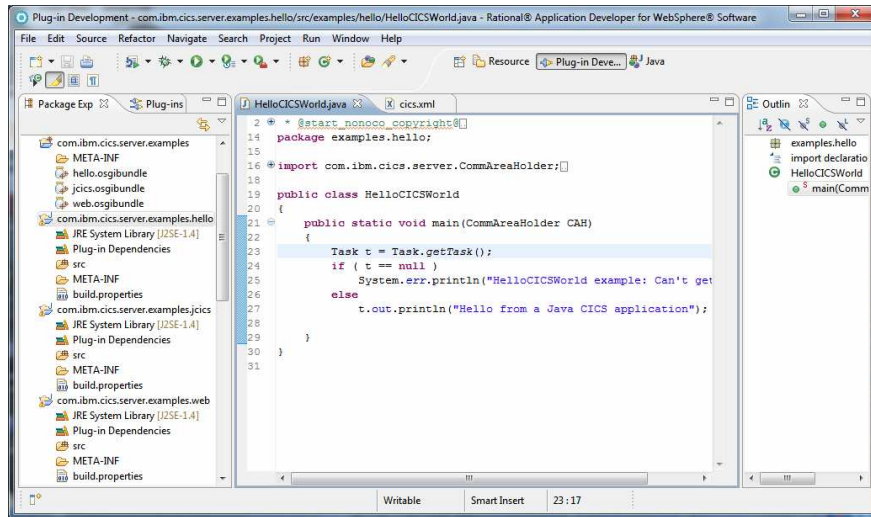 Plug-in Development - com.ibm.cics.server.examples.hello/src/examples/hello/HelloCICSWorld.java - Rational® Application Developer for WebSphere® Software
File Edit Source Refactor Navigate Search Project Run Window Help
Resource Plug-in Deve... Java
Package Exp Plug-ins
com.ibm.cics.server.examples
META-INF
hello.osgibundle
jcics.osgibundle
web.osgibundle
com.ibm.cics.server.examples.hello
JRE System Library [J2SE-1.4]
Plug-in Dependencies
src
META-INF
build.properties
com.ibm.cics.server.examples.jcics
JRE System Library [J2SE-1.4]
Plug-in Dependencies
src
META-INF
build.properties
com.ibm.cics.server.examples.web
JRE System Library [J2SE-1.4]
Plug-in Dependencies
src
META-INF
build.properties
HelloCICSWorld.java cics.xml
2 * @start_nonoco_copyright@
14 package examples.hello;
15
16 import com.ibm.cics.server.CommAreaHolder;
18
19 public class HelloCICSWorld
20 {
21 public static void main(CommAreaHolder CAH)
22 {
23 Task t = Task.getTask();
24 if ( t == null )
25 System.err.println("HelloCICSWorld example: Can't get
26 else
27 t.out.println("Hello from a Java CICS application");
28
29 }
30 }
31
Outlin
examples.hello
import declaratio
HelloCICSWorld
main(Comm
Writable Smart Insert 23:17